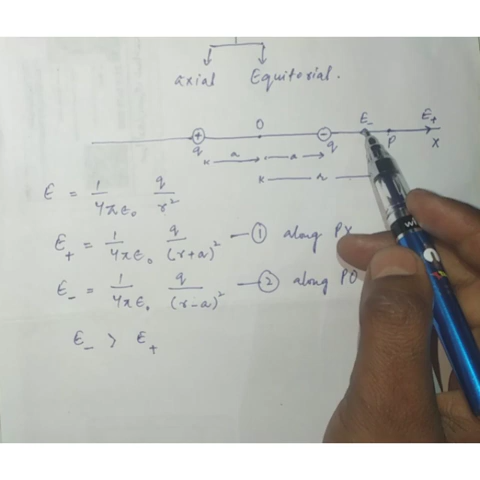 axial Equitorial.
+ O - E₋ P E₊
q q X
a a
r
E = 1/4πε₀ q/r²
E₊ = 1/4πε₀ q/(r+a)² — ① along PX
E₋ = 1/4πε₀ q/(r-a)² — ② along PO
E₋ > E₊